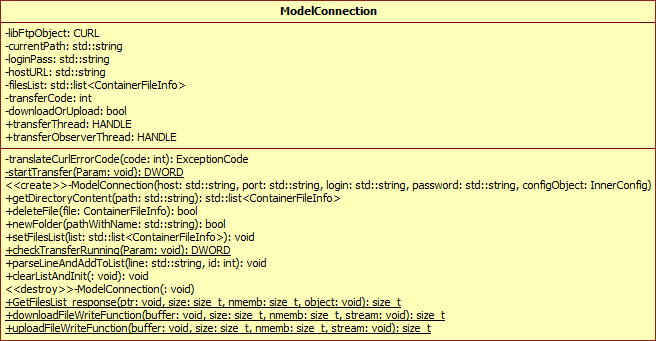 ModelConnection
-libFtpObject: CURL
-currentPath: std::string
-loginPass: std::string
-hostURL: std::string
-filesList: std::list<ContainerFileInfo>
-transferCode: int
-downloadOrUpload: bool
+transferThread: HANDLE
+transferObserverThread: HANDLE
-translateCurlErrorCode(code: int): ExceptionCode
-startTransfer(Param: void): DWORD
<<create>>-ModelConnection(host: std::string, port: std::string, login: std::string, password: std::string, configObject: InnerConfig)
+getDirectoryContent(path: std::string): std::list<ContainerFileInfo>
+deleteFile(file: ContainerFileInfo): bool
+newFolder(pathWithName: std::string): bool
+setFilesList(list: std::list<ContainerFileInfo>): void
+checkTransferRunning(Param: void): DWORD
+parseLineAndAddToList(line: std::string, id: int): void
+clearListAndInit(: void): void
<<destroy>>-ModelConnection(: void)
+GetFilesList_response(ptr: void, size: size_t, nmemb: size_t, object: void): size_t
+downloadFileWriteFunction(buffer: void, size: size_t, nmemb: size_t, stream: void): size_t
+uploadFileWriteFunction(buffer: void, size: size_t, nmemb: size_t, stream: void): size_t